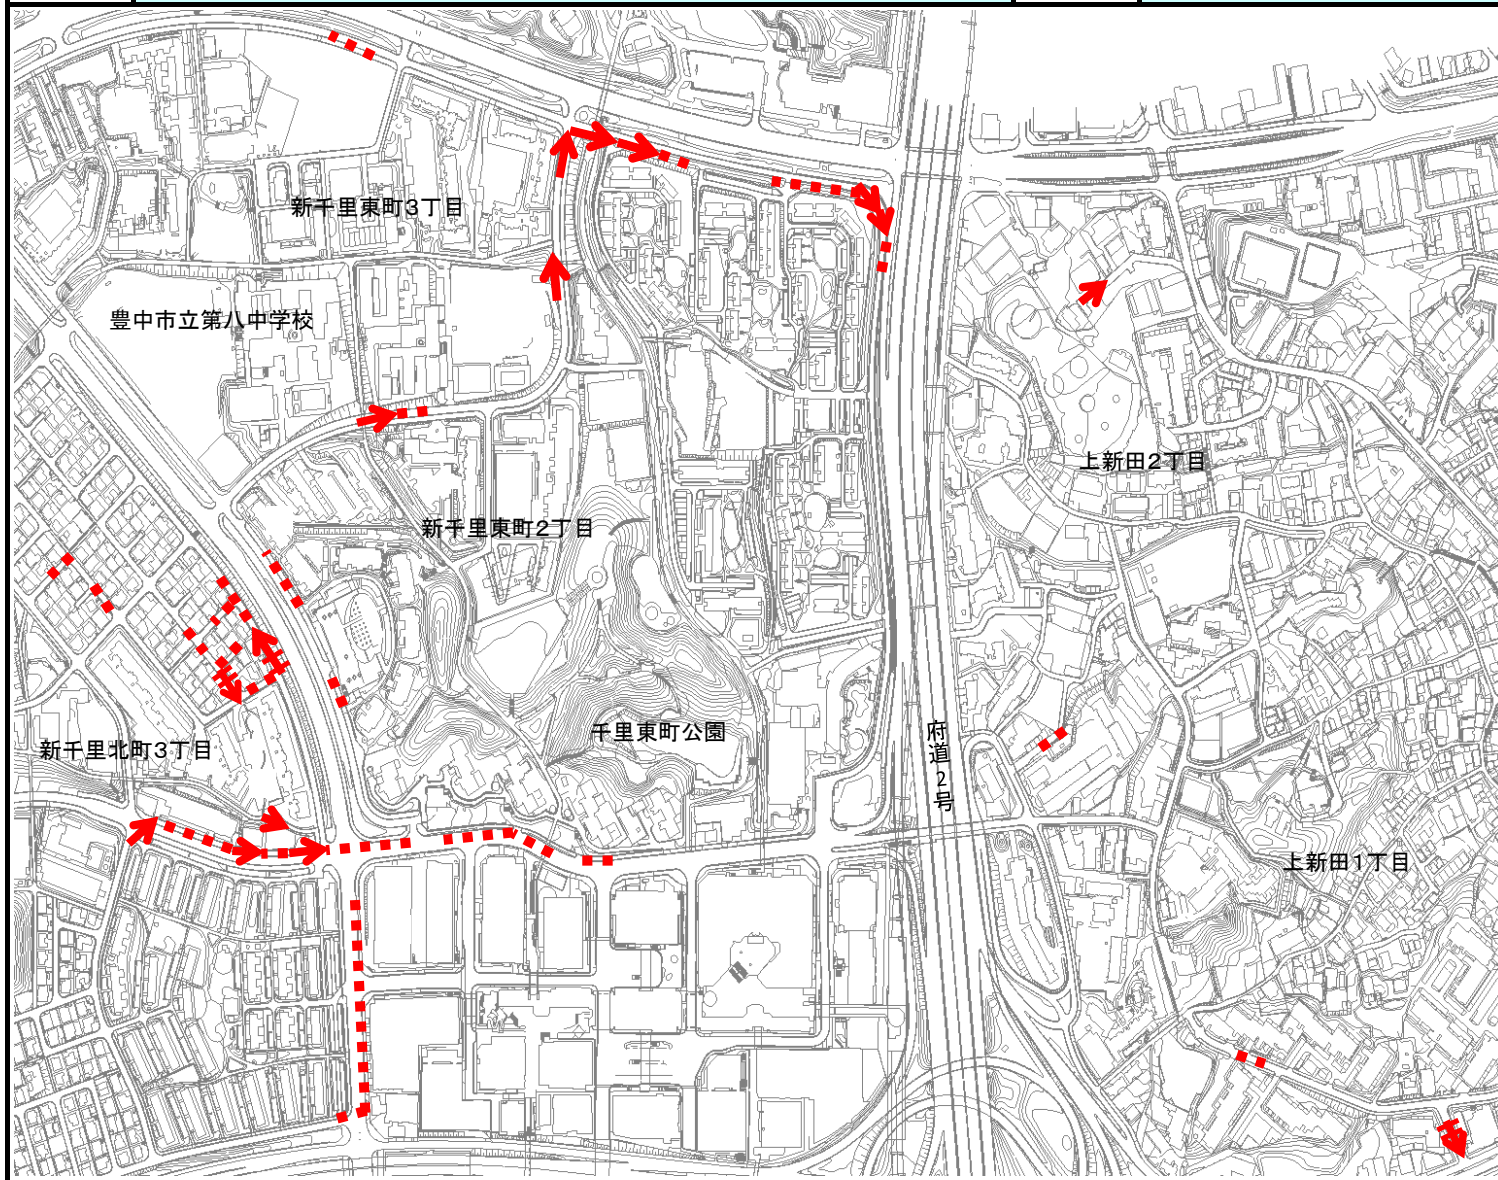 新千里東町3丁目
豊中市立第八中学校
上新田2丁目
新千里東町2丁目
千里東町公園
府道2号
新千里北町3丁目
上新田1丁目